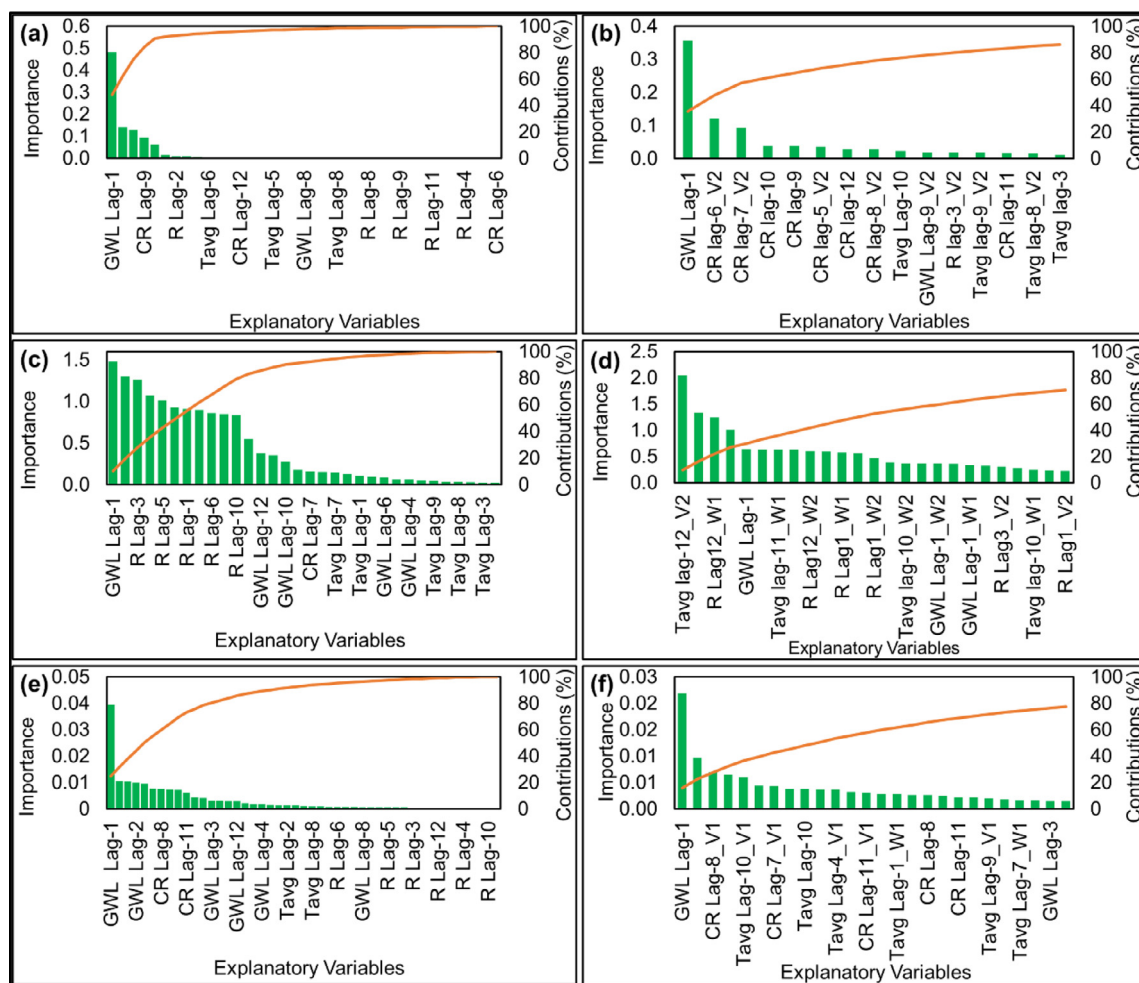 (a)
0.6
0.5
0.4
0.3
0.2
0.1
0.0
Importance
100
80
60
40
20
0
Contributions (%)
GWL Lag-1
CR Lag-9
R Lag-2
Tavg Lag-6
CR Lag-12
Tavg Lag-5
GWL Lag-8
Tavg Lag-8
R Lag-8
R Lag-9
R Lag-11
R Lag-4
CR Lag-6
Explanatory Variables
(b)
0.4
0.3
0.2
0.1
0.0
Importance
100
80
60
40
20
0
Contributions (%)
GWL Lag-1
CR lag-6_V2
CR lag-7_V2
CR lag-10
CR lag-9
CR lag-5_V2
CR lag-12
CR lag-8_V2
Tavg Lag-10
GWL Lag-9_V2
R lag-3_V2
Tavg lag-9_V2
CR lag-11
Tavg lag-8_V2
Tavg lag-3
Explanatory Variables
(c)
1.5
1.0
0.5
0.0
Importance
100
80
60
40
20
0
Contributions (%)
GWL Lag-1
R Lag-3
R Lag-5
R Lag-1
R Lag-6
R Lag-10
GWL Lag-12
GWL Lag-10
CR Lag-7
Tavg Lag-7
Tavg Lag-1
GWL Lag-6
GWL Lag-4
Tavg Lag-9
Tavg Lag-8
Tavg Lag-3
Explanatory Variables
(d)
2.5
2.0
1.5
1.0
0.5
0.0
Importance
100
80
60
40
20
0
Contributions (%)
Tavg lag-12_V2
R Lag12_W1
GWL Lag-1
Tavg lag-11_W1
R Lag12_W2
R Lag1_W1
R Lag1_W2
Tavg lag-10_W2
GWL Lag-1_W2
GWL Lag-1_W1
R Lag3_V2
Tavg lag-10_W1
R Lag1_V2
Explanatory Variables
(e)
0.05
0.04
0.03
0.02
0.01
0
Importance
100
80
60
40
20
0
Contributions (%)
GWL Lag-1
GWL Lag-2
CR Lag-8
CR Lag-11
GWL Lag-3
GWL Lag-12
GWL Lag-4
Tavg Lag-2
Tavg Lag-8
R Lag-6
GWL Lag-8
R Lag-5
R Lag-3
R Lag-12
R Lag-4
R Lag-10
Explanatory Variables
(f)
0.03
0.02
0.02
0.01
0.01
0.00
Importance
100
80
60
40
20
0
Contributions (%)
GWL Lag-1
CR Lag-8_V1
Tavg Lag-10_V1
CR Lag-7_V1
Tavg Lag-10
Tavg Lag-4_V1
CR Lag-11_V1
Tavg Lag-1_W1
CR Lag-8
CR Lag-11
Tavg Lag-9_V1
Tavg Lag-7_W1
GWL Lag-3
Explanatory Variables